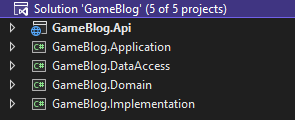 Solution 'GameBlog' (5 of 5 projects)
GameBlog.Api
C# GameBlog.Application
C# GameBlog.DataAccess
C# GameBlog.Domain
C# GameBlog.Implementation